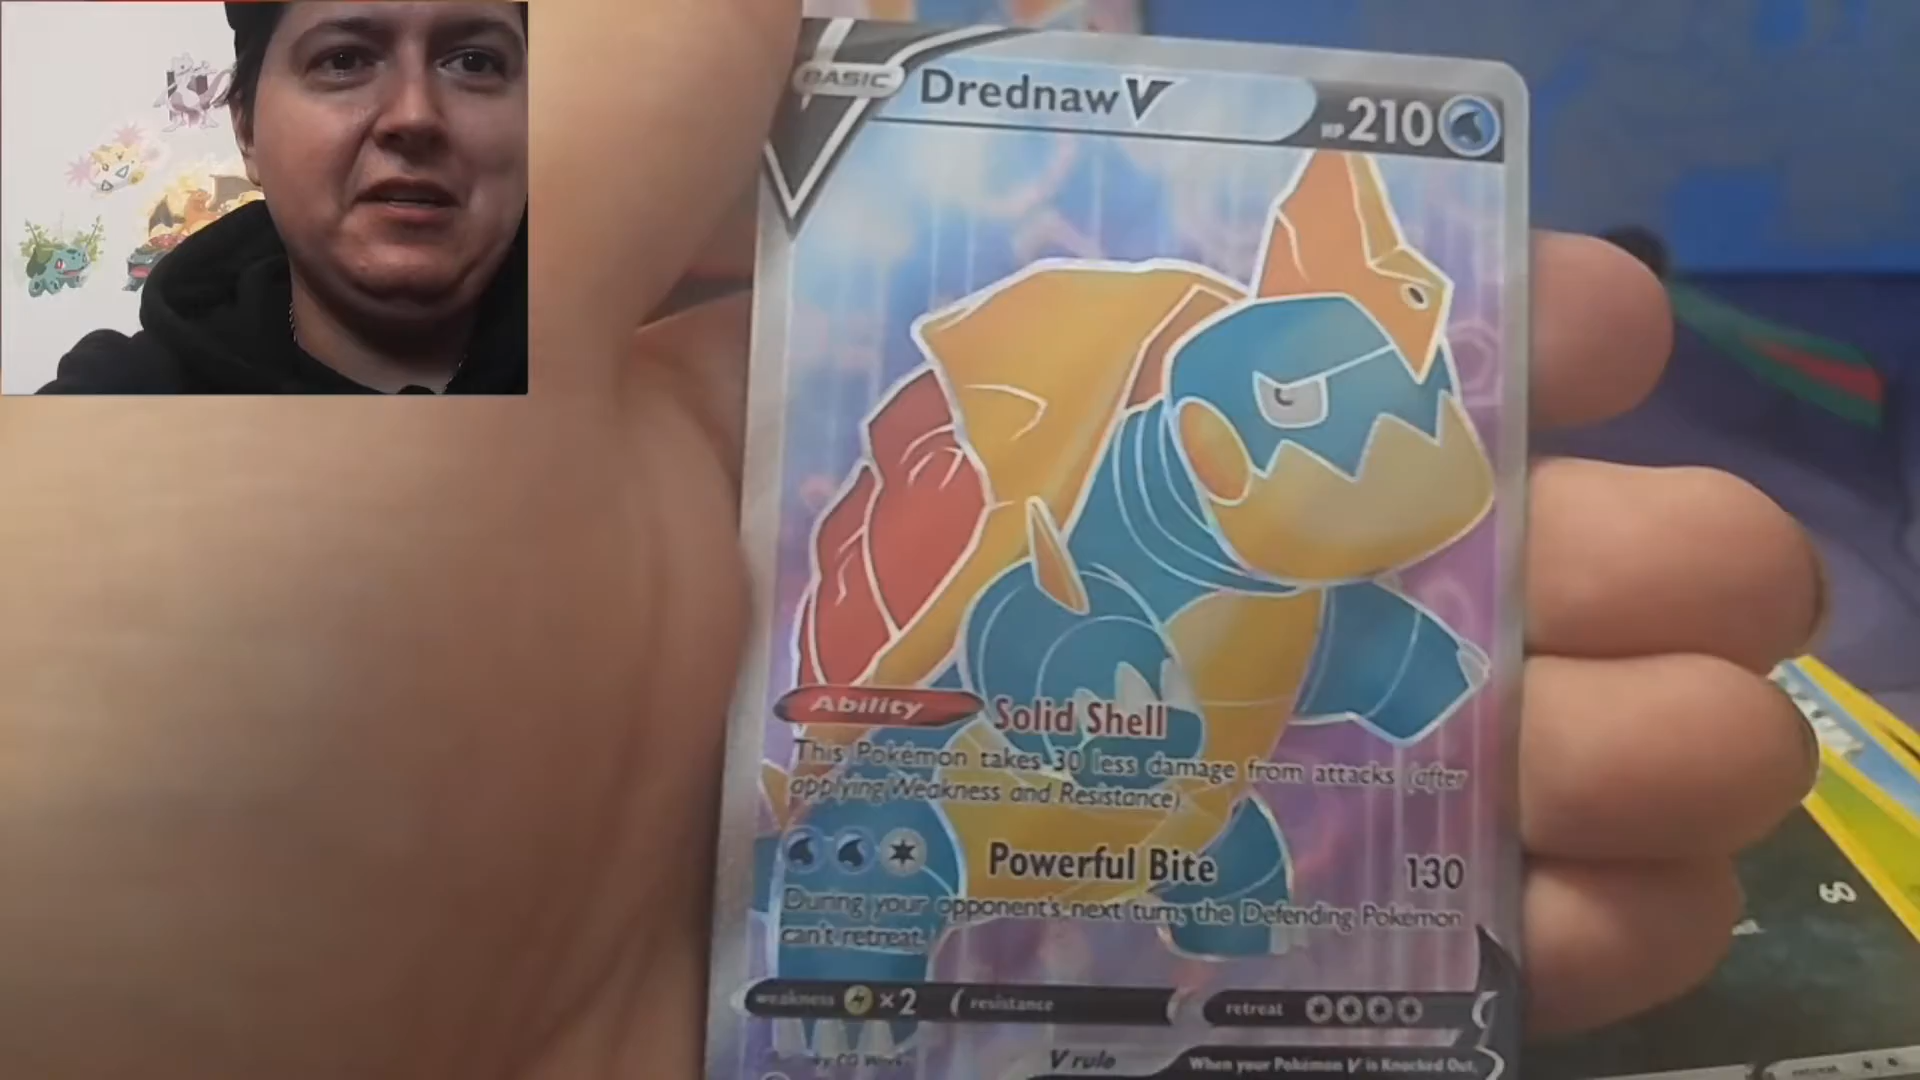 BASIC Drednaw V HP 210
Ability Solid Shell
This Pokémon takes 30 less damage from attacks (after
applying Weakness and Resistance).
Powerful Bite 130
During your opponent's next turn, the Defending Pokémon
can't retreat.
weakness ×2 resistance retreat
V rule When your Pokémon V is Knocked Out,